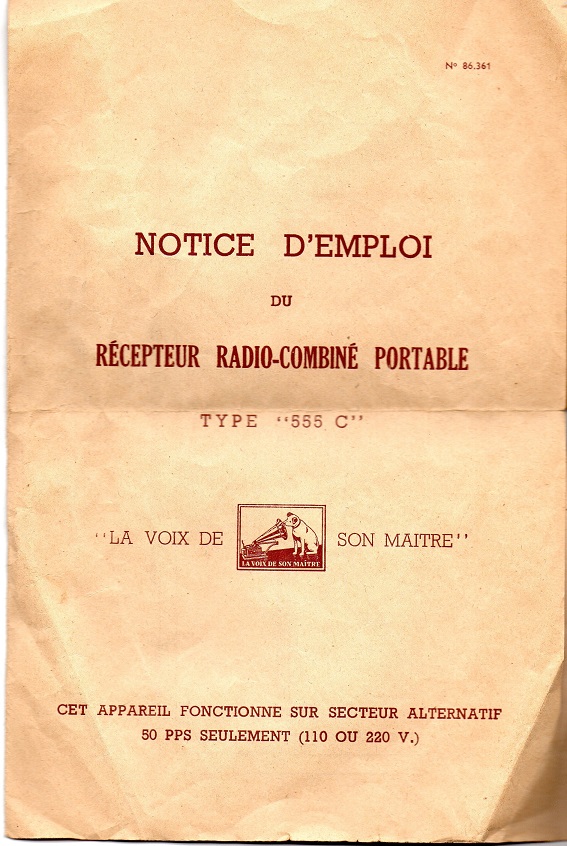 N° 86.361
NOTICE D'EMPLOI
DU
RÉCEPTEUR RADIO-COMBINÉ PORTABLE
TYPE "555 C"
"LA VOIX DE SON MAITRE"
LA VOIX DE SON MAÎTRE
CET APPAREIL FONCTIONNE SUR SECTEUR ALTERNATIF
50 PPS SEULEMENT (110 OU 220 V.)